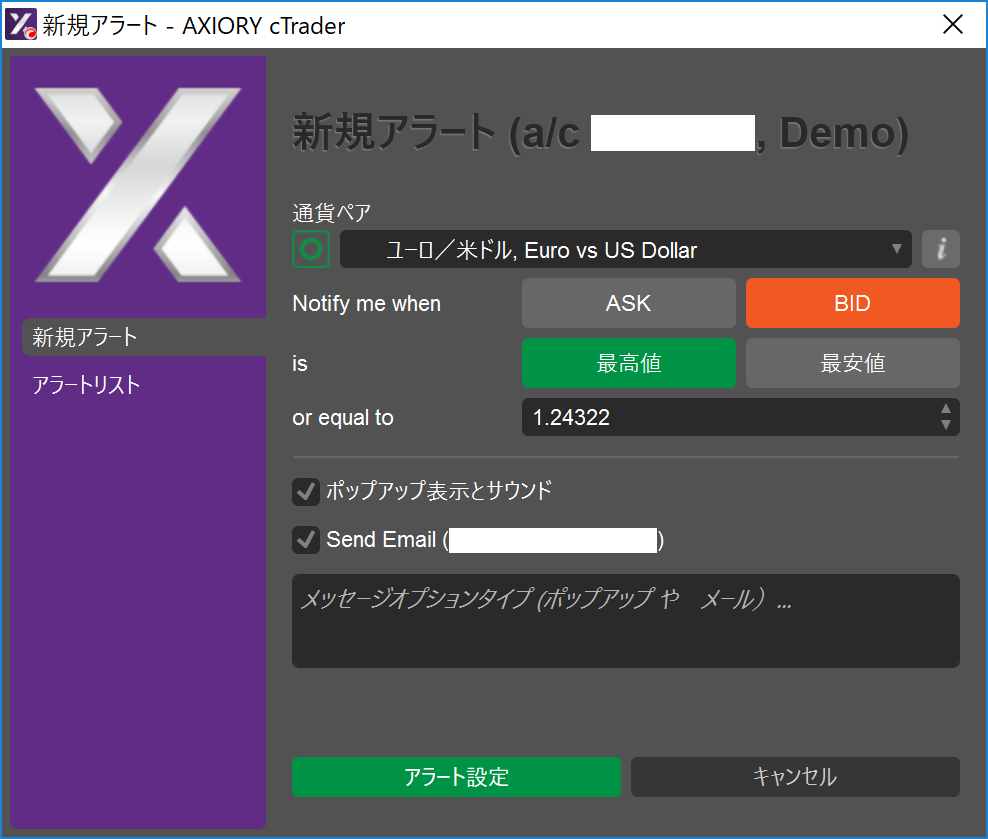 新規アラート - AXIORY cTrader
新規アラート (a/c , Demo)
通貨ペア
ユーロ／米ドル, Euro vs US Dollar
i
Notify me when ASK BID
is 最高値 最安値
or equal to 1.24322
新規アラート
アラートリスト
ポップアップ表示とサウンド
Send Email ( )
メッセージオプションタイプ (ポップアップ や　メール）...
アラート設定 キャンセル